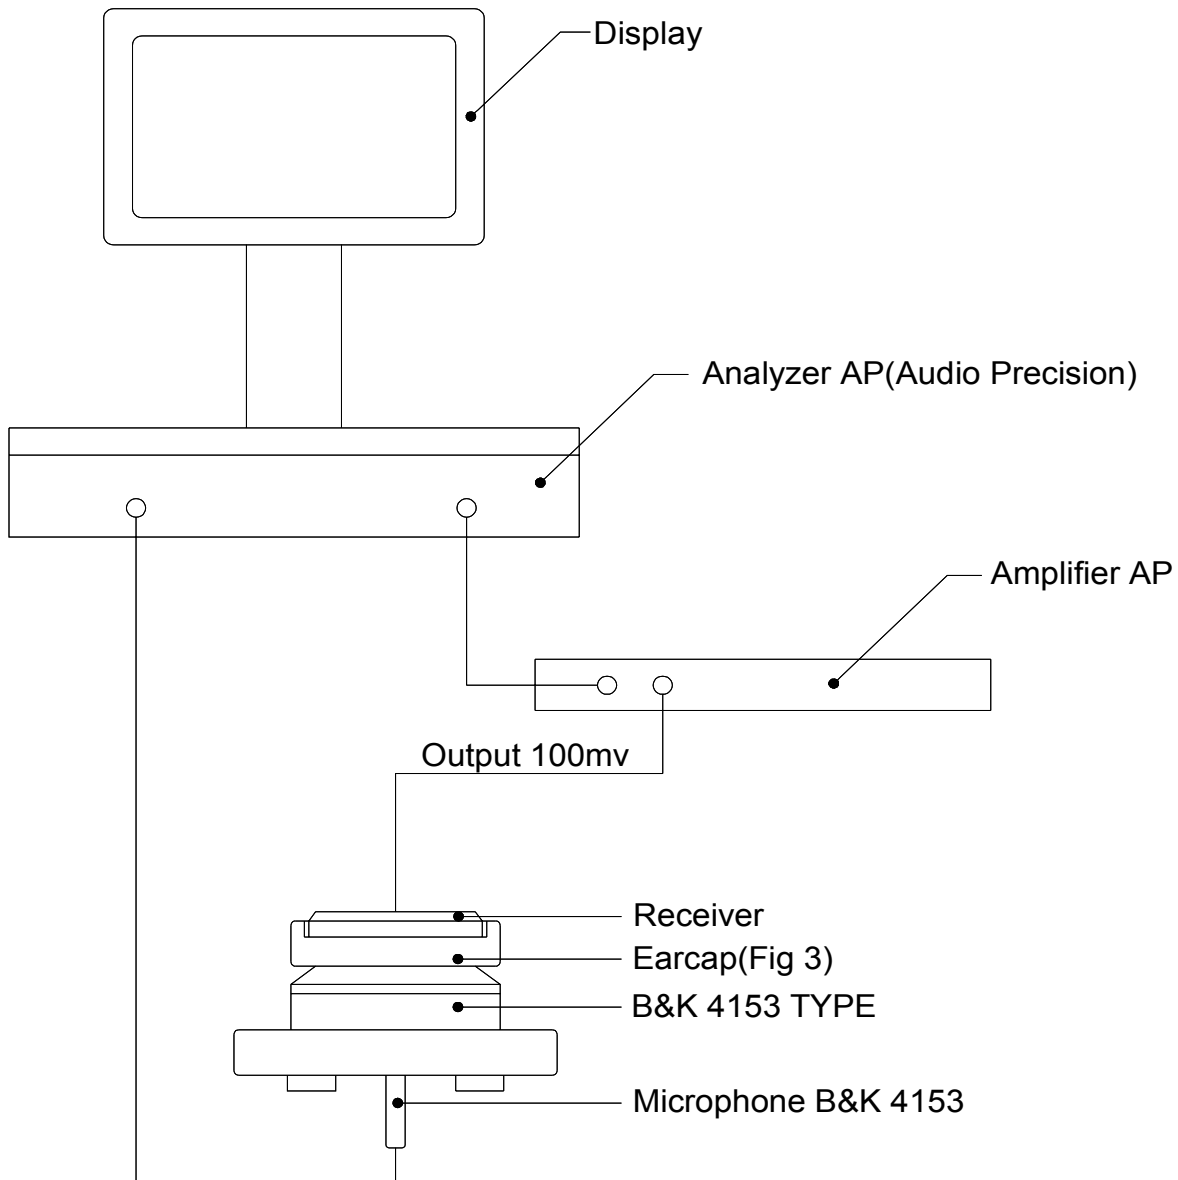 Display
Analyzer AP(Audio Precision)
Amplifier AP
Output 100mv
Receiver
Earcap(Fig 3)
B&K 4153 TYPE
Microphone B&K 4153